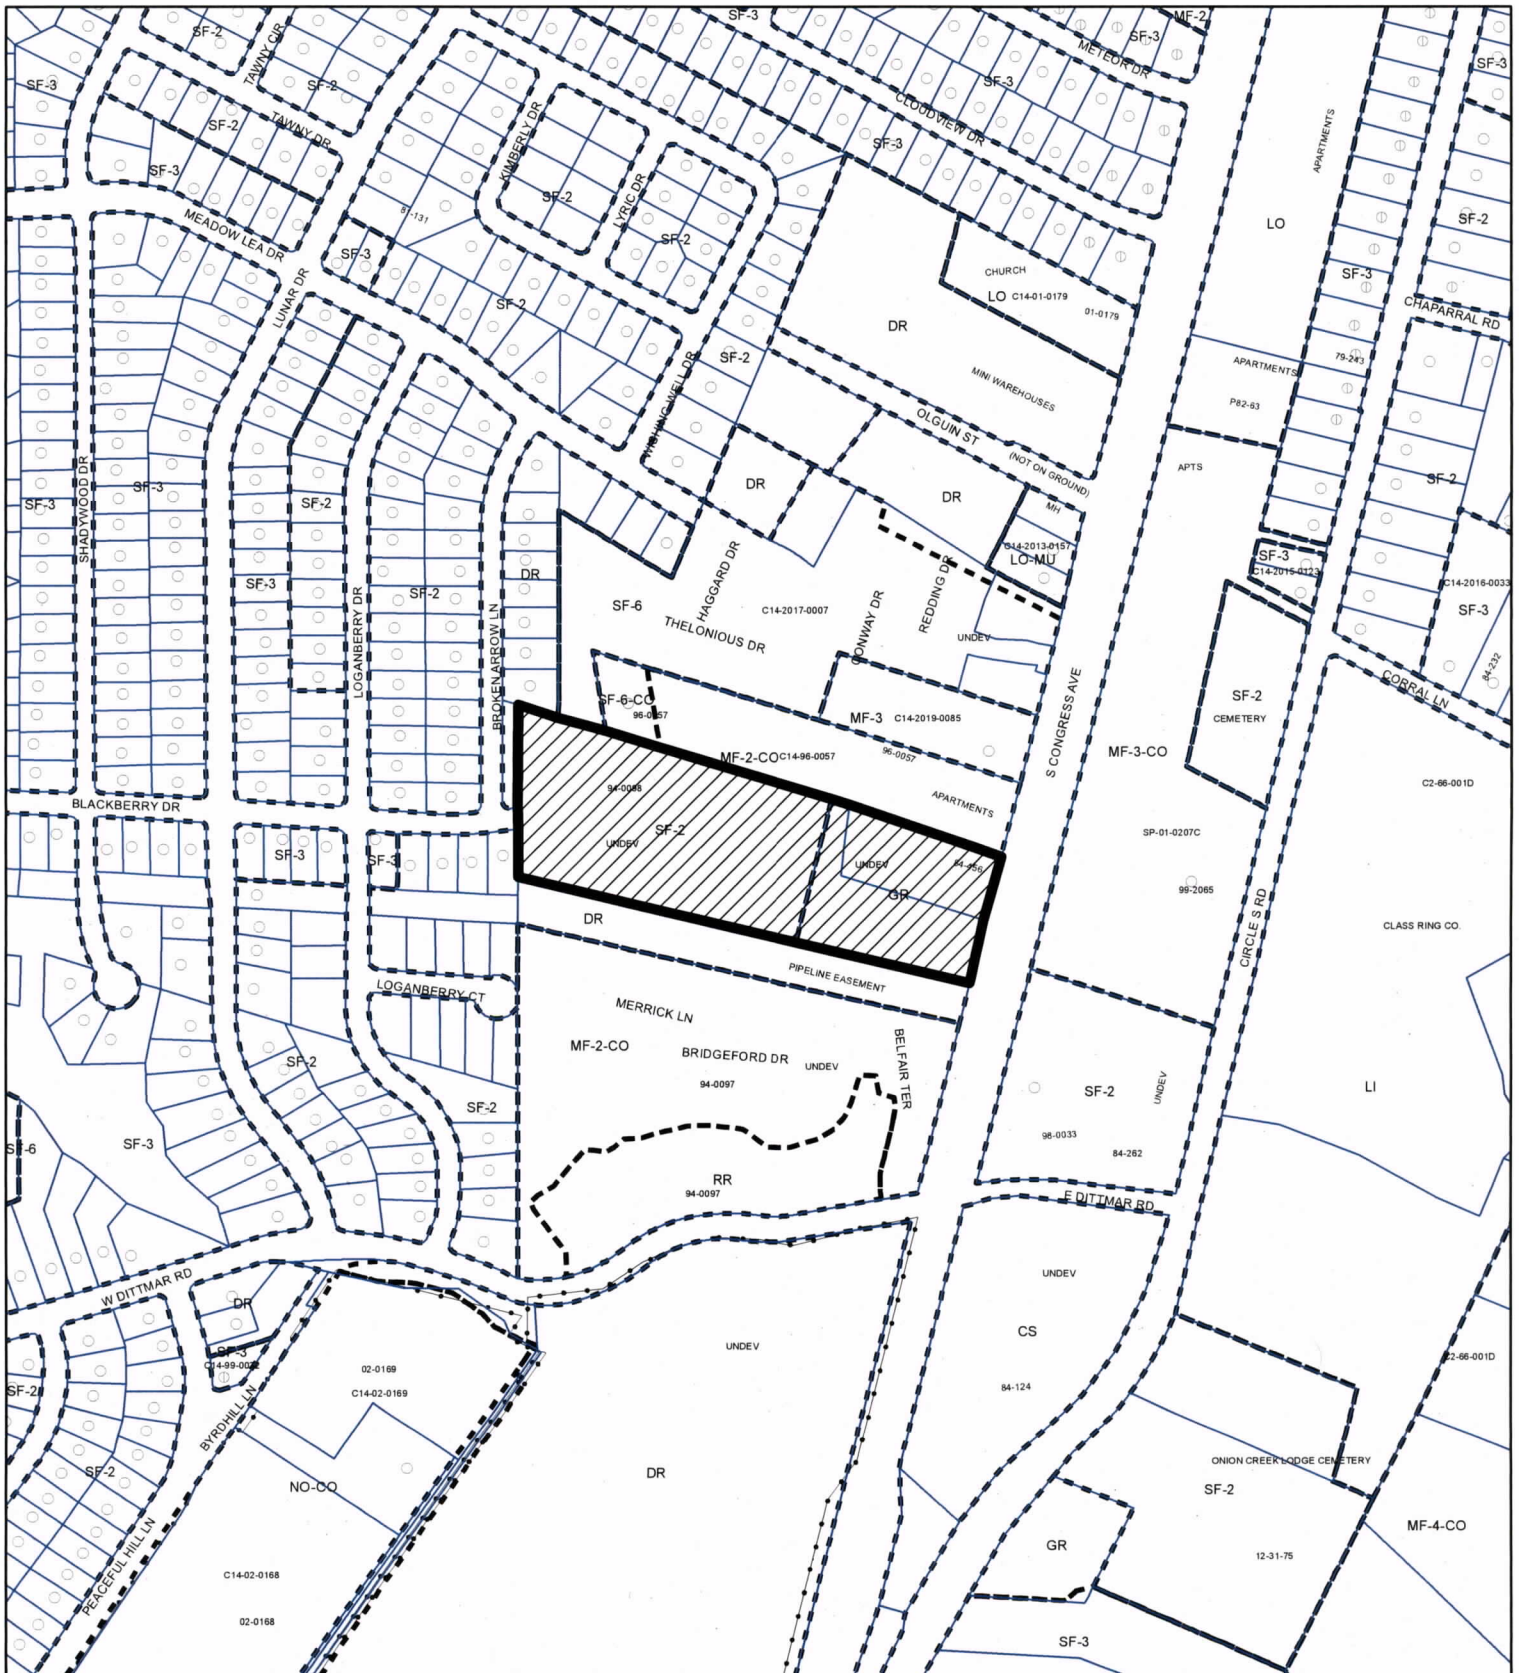 SF-3
MF-2
SF-2
SF-3
METEOR DR
TAWNY CIR
SF-3
SF-3
SF-2
SF-3
CLOUDVIEW DR
SF-2
TAWNY DR
KIMBERLY DR
SF-3
APARTMENTS
SF-3
SF-2
LYRIC DR
81-131
MEADOW LEA DR
SF-2
LO
SF-2
SF-3
CHURCH
SF-3
LO C14-01-0179
LUNAR DR
SF-2
01-0179
CHAPARRAL RD
DR
SF-2
79-243
APARTMENTS
MINI WAREHOUSES
P82-63
WISHING WELL DR
OLGUIN ST
(NOT ON GROUND)
APTS
SHADYWOOD DR
SF-3
SF-3
SF-2
DR
DR
SF-2
MH
C14-2013-0157
LO-MU
SF-3
C14-2015-0123
DR
HAGGARD DR
C14-2016-0033
SF-3
SF-2
SF-6
C14-2017-0007
REDDING DR
SF-3
LOGANBERRY DR
BROKEN ARROW LN
THELONIOUS DR
CONWAY DR
UNDEV
84-232
CORRAL LN
SF-6-CO
SF-2
CEMETERY
MF-3 C14-2019-0085
S CONGRESS AVE
MF-3-CO
MF-2-CO C14-96-0057
96-0057
C2-66-001D
BLACKBERRY DR
APARTMENTS
SF-2
SP-01-0207C
UNDEV
SF-3
SF-3
UNDEV
99-2065
GR
CIRCLE S RD
DR
CLASS RING CO.
PIPELINE EASEMENT
LOGANBERRY CT
MERRICK LN
MF-2-CO
BRIDGEFORD DR
UNDEV
BELFAIR TER
SF-2
94-0097
LI
SF-2
UNDEV
SF-2
98-0033
SF-6
SF-3
84-262
RR
94-0097
E DITTMAR RD
W DITTMAR RD
UNDEV
DR
CS
SF-3
UNDEV
02-0169
C2-66-001D
SF-2
C14-02-0169
84-124
BYRDHILL LN
SF-2
DR
ONION CREEK LODGE CEMETERY
NO-CO
SF-2
PEACEFUL HILL LN
MF-4-CO
GR
12-31-75
C14-02-0168
02-0168
SF-3